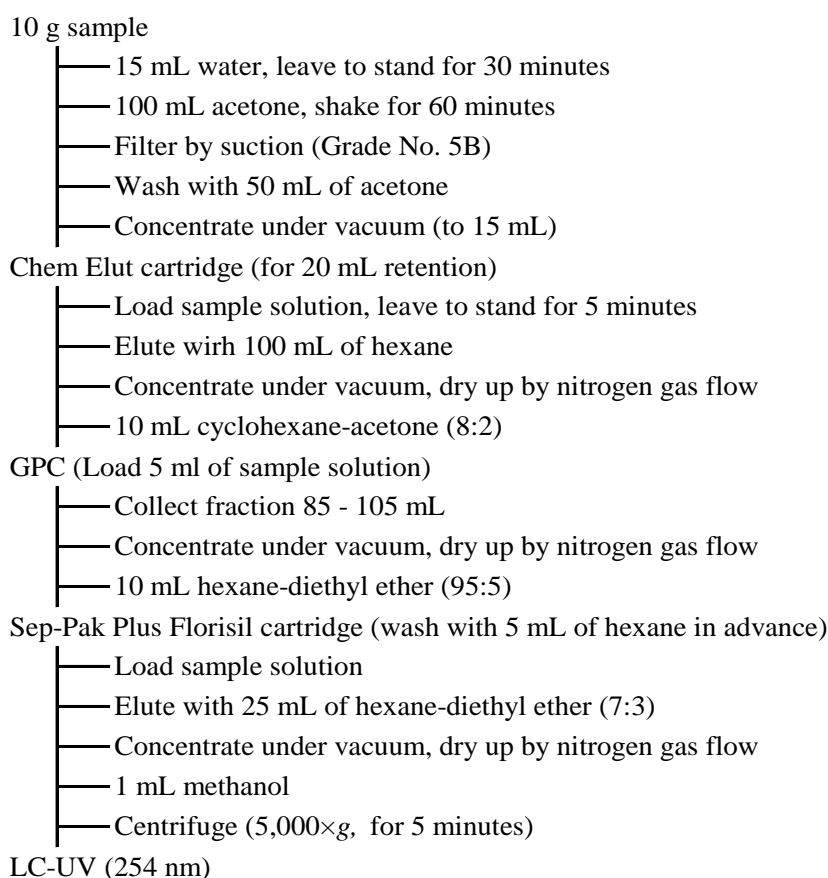 10 g sample
15 mL water, leave to stand for 30 minutes
100 mL acetone, shake for 60 minutes
Filter by suction (Grade No. 5B)
Wash with 50 mL of acetone
Concentrate under vacuum (to 15 mL)
Chem Elut cartridge (for 20 mL retention)
Load sample solution, leave to stand for 5 minutes
Elute wirh 100 mL of hexane
Concentrate under vacuum, dry up by nitrogen gas flow
10 mL cyclohexane-acetone (8:2)
GPC (Load 5 ml of sample solution)
Collect fraction 85 - 105 mL
Concentrate under vacuum, dry up by nitrogen gas flow
10 mL hexane-diethyl ether (95:5)
Sep-Pak Plus Florisil cartridge (wash with 5 mL of hexane in advance)
Load sample solution
Elute with 25 mL of hexane-diethyl ether (7:3)
Concentrate under vacuum, dry up by nitrogen gas flow
1 mL methanol
Centrifuge (5,000×g, for 5 minutes)
LC-UV (254 nm)